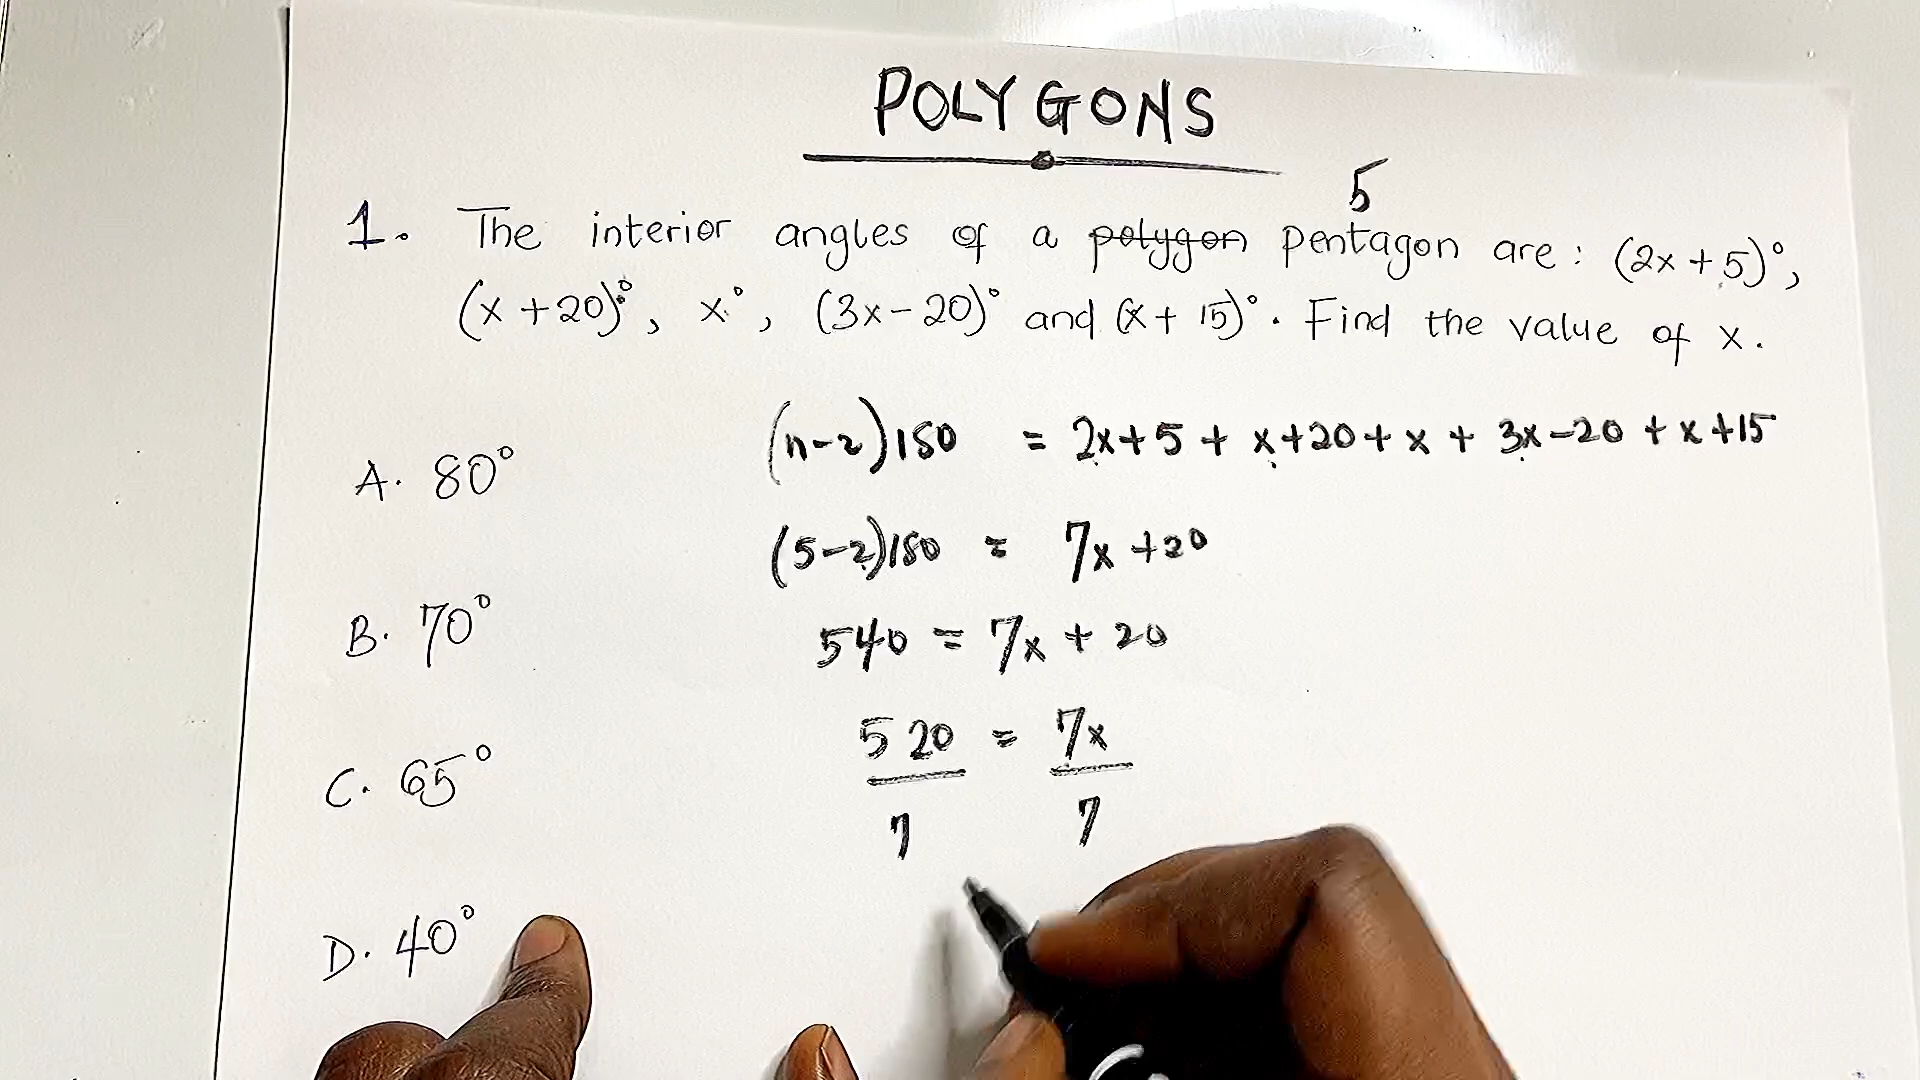 POLYGONS
5
1. The interior angles of a polygon pentagon are: (2x+5)°,
(x+20)°, x°, (3x-20)° and (x+15)°. Find the value of x.
(n-2)180 = 2x+5 + x+20 + x + 3x-20 + x+15
A. 80°
(5-2)180 = 7x+20
B. 70°
540 = 7x + 20
520 = 7x
7 7
C. 65°
D. 40°